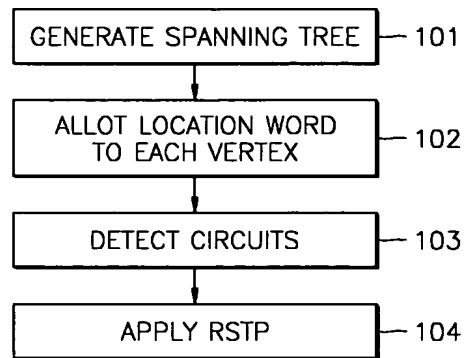 GENERATE SPANNING TREE 101
ALLOT LOCATION WORD
TO EACH VERTEX 102
DETECT CIRCUITS 103
APPLY RSTP 104